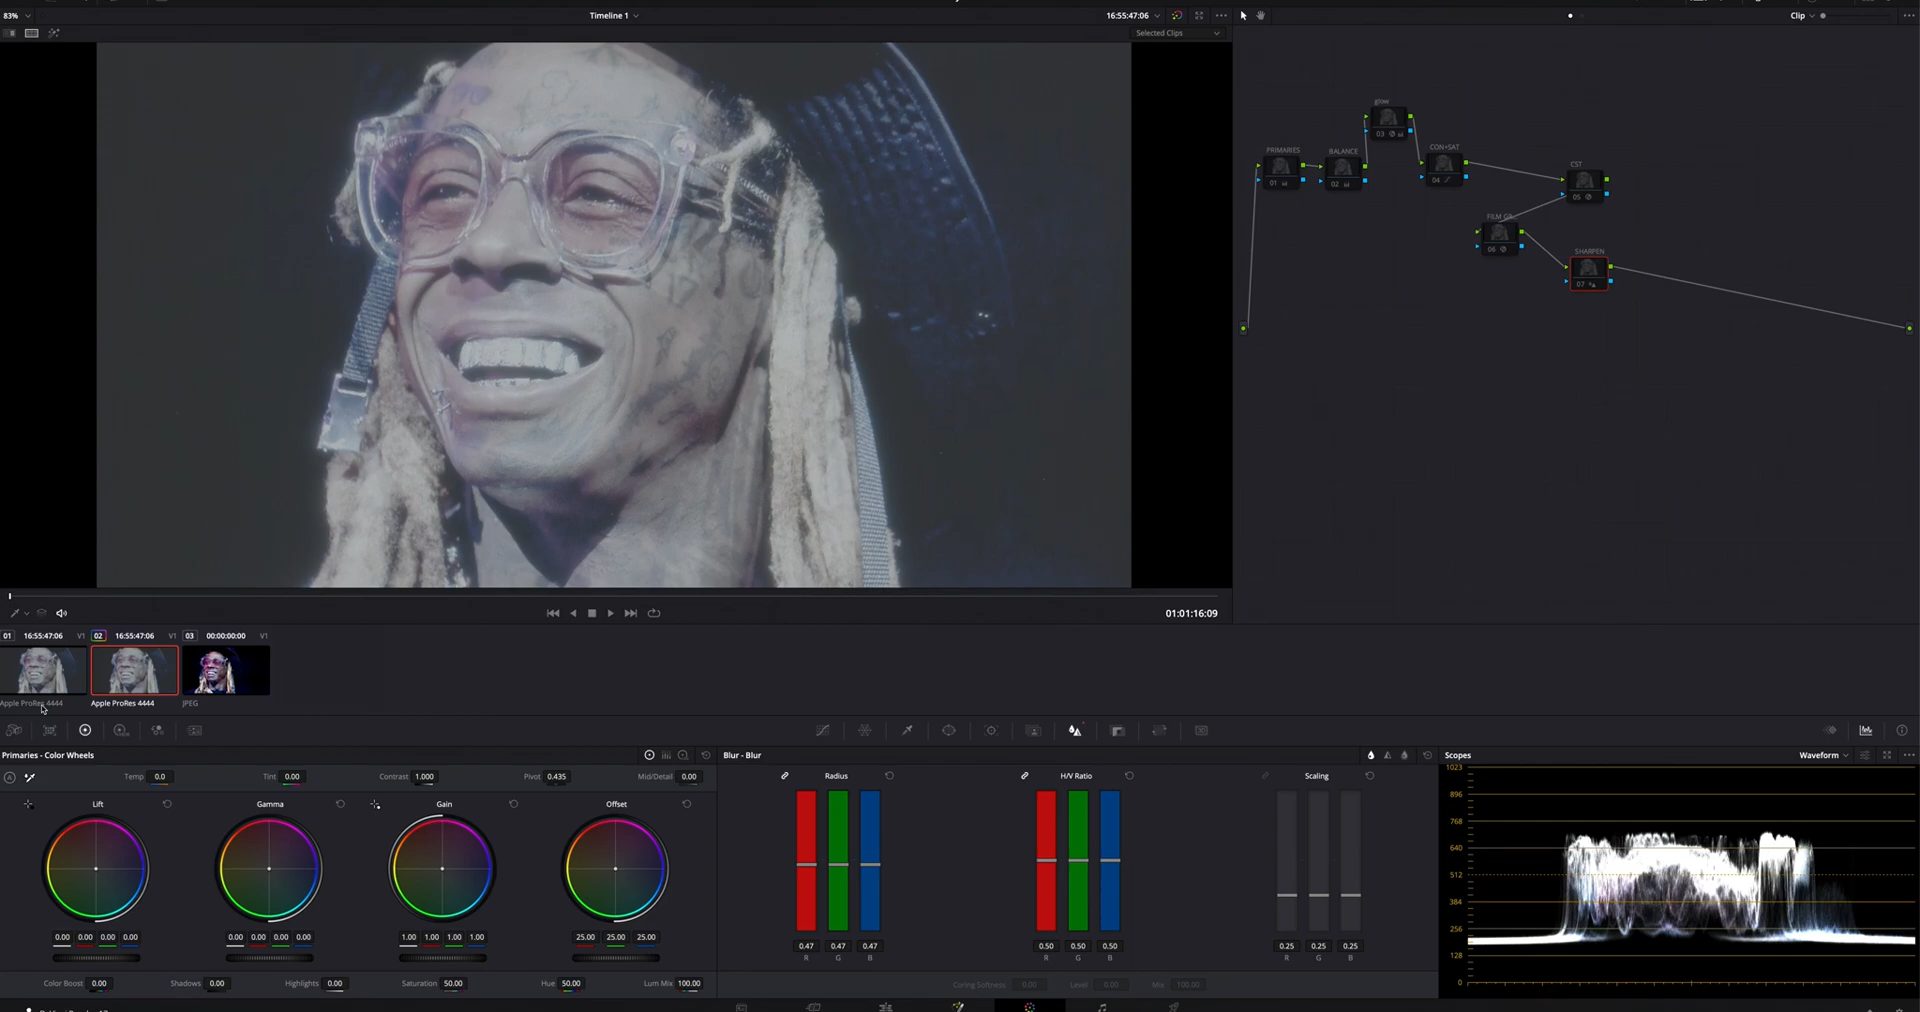 83%
Timeline 1
16:55:47:06
Clip
Selected Clips
glow
03
PRIMARIES
01
BALANCE
02
CON+SAT
04
CST
05
FILM GR..
06
SHARPEN
07
01:01:16:09
01 16:55:47:06 V1 02 16:55:47:06 V1 03 00:00:00:00 V1
Apple ProRes 4444 Apple ProRes 4444 JPEG
Primaries - Color Wheels
Temp 0.0 Tint 0.00 Contrast 1.000 Pivot 0.435 Mid/Detail 0.00
Lift Gamma Gain Offset
0.00 0.00 0.00 0.00 0.00 0.00 0.00 0.00 1.00 1.00 1.00 1.00 25.00 25.00 25.00
Color Boost 0.00 Shadows 0.00 Highlights 0.00 Saturation 50.00 Hue 50.00 Lum Mix 100.00
Blur - Blur
Radius H/V Ratio Scaling
0.47 0.47 0.47 0.50 0.50 0.50 0.25 0.25 0.25
R G B R G B R G B
Coring Softness 0.00 Level 0.00 Mix 100.00
Scopes Waveform
1023
896
768
640
512
384
256
128
0